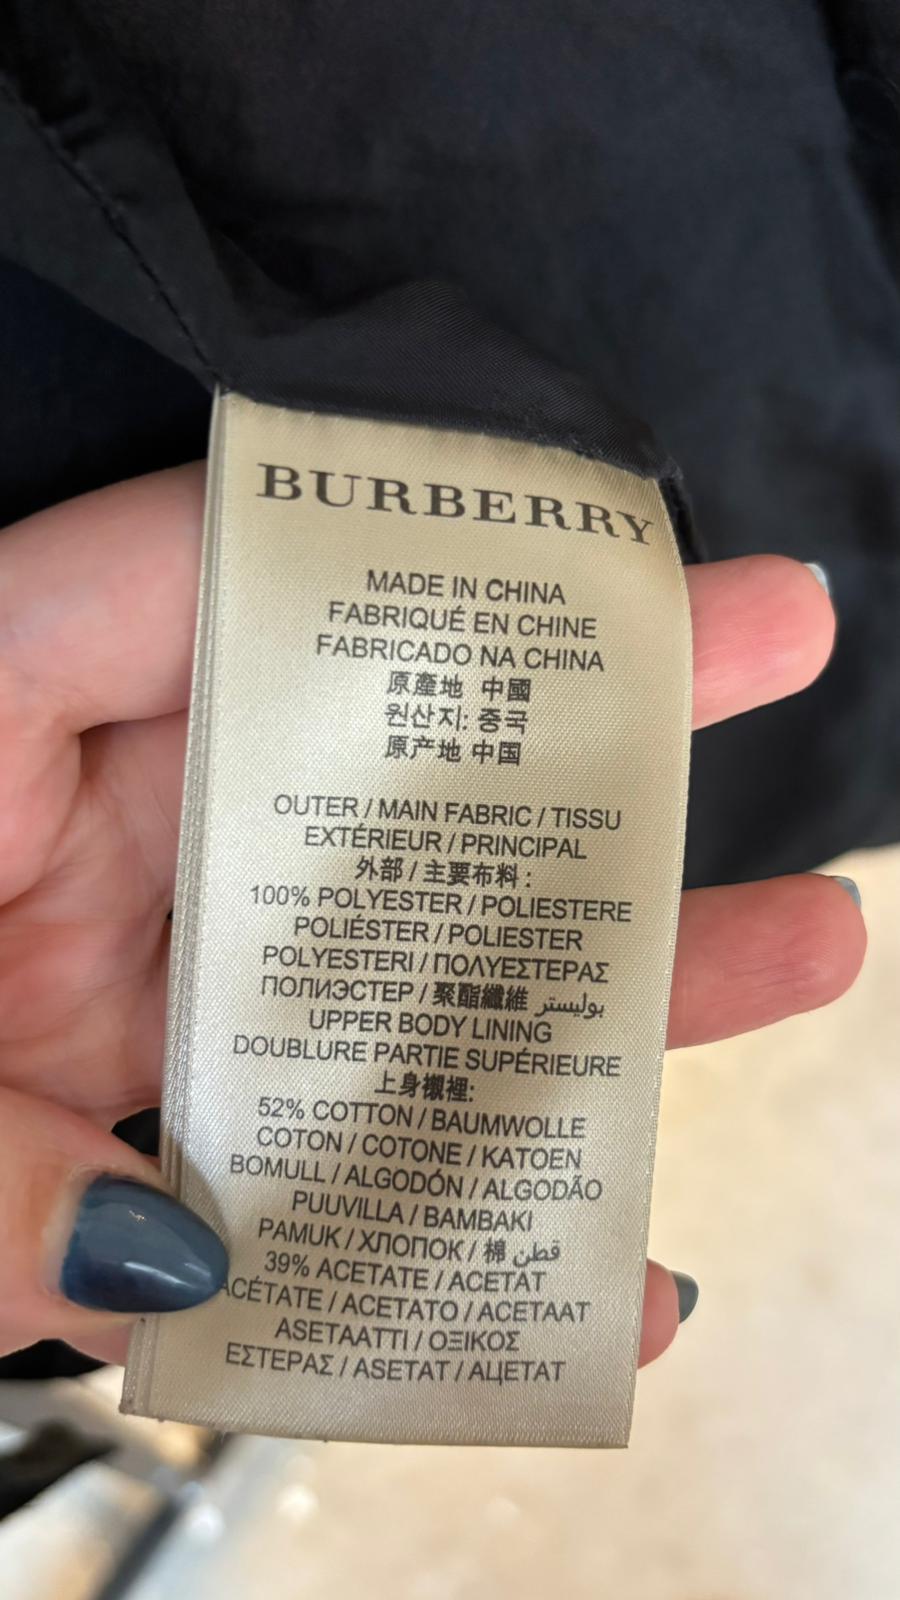 BURBERRY
MADE IN CHINA
FABRIQUÉ EN CHINE
FABRICADO NA CHINA
原產地 中國
원산지: 중국
原产地 中国
OUTER / MAIN FABRIC / TISSU
EXTÉRIEUR / PRINCIPAL
外部 / 主要布料 :
100% POLYESTER / POLIESTERE
POLIÉSTER / POLIESTER
POLYESTERI / ΠΟΛΥΕΣΤΕΡΑΣ
ПОЛИЭСТЕР / 聚酯纖維 بوليستر
UPPER BODY LINING
DOUBLURE PARTIE SUPÉRIEURE
上身襯裡:
52% COTTON / BAUMWOLLE
COTON / COTONE / KATOEN
BOMULL / ALGODÓN / ALGODÃO
PUUVILLA / BAMBAKI
PAMUK / ХЛОПОК / 棉 قطن
39% ACETATE / ACETAT
ACÉTATE / ACETATO / ACETAAT
ASETAATTI / ΟΞΙΚΟΣ
ΕΣΤΕΡΑΣ / ASETAT / АЦЕТАТ